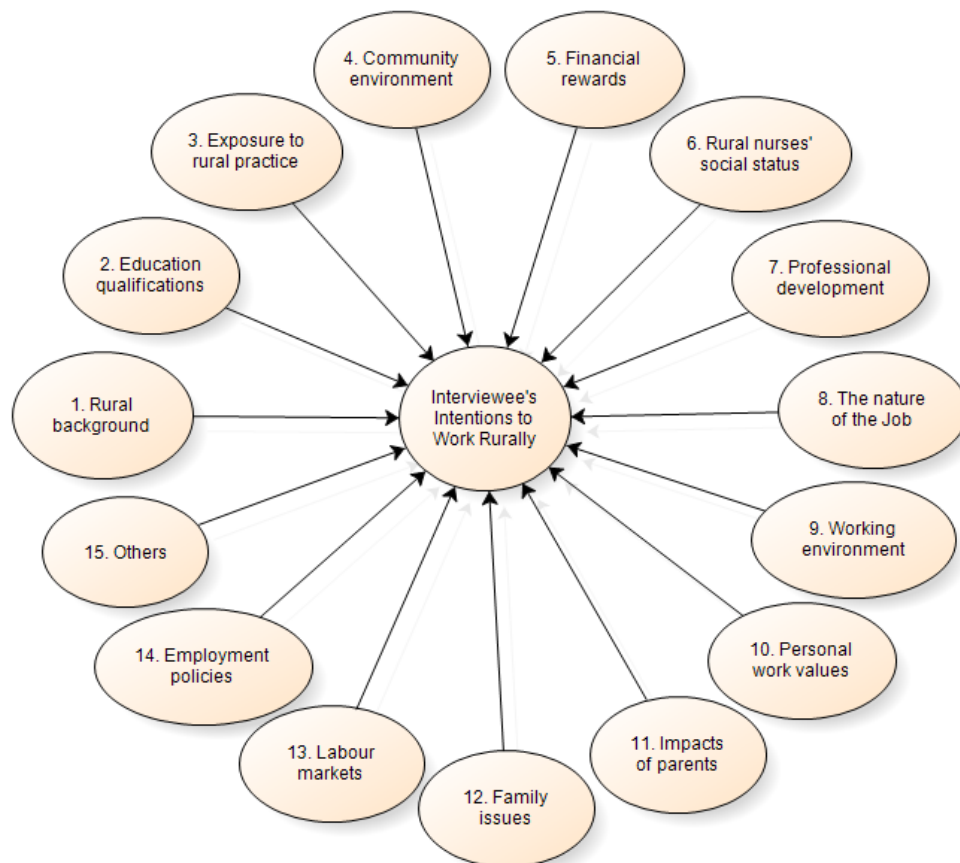 4. Community
environment
5. Financial
rewards
3. Exposure to
rural practice
6. Rural nurses'
social status
2. Education
qualifications
7. Professional
development
1. Rural
background
Interviewee's
Intentions to
Work Rurally
8. The nature
of the Job
15. Others
9. Working
environment
14. Employment
policies
10. Personal
work values
13. Labour
markets
11. Impacts
of parents
12. Family
issues